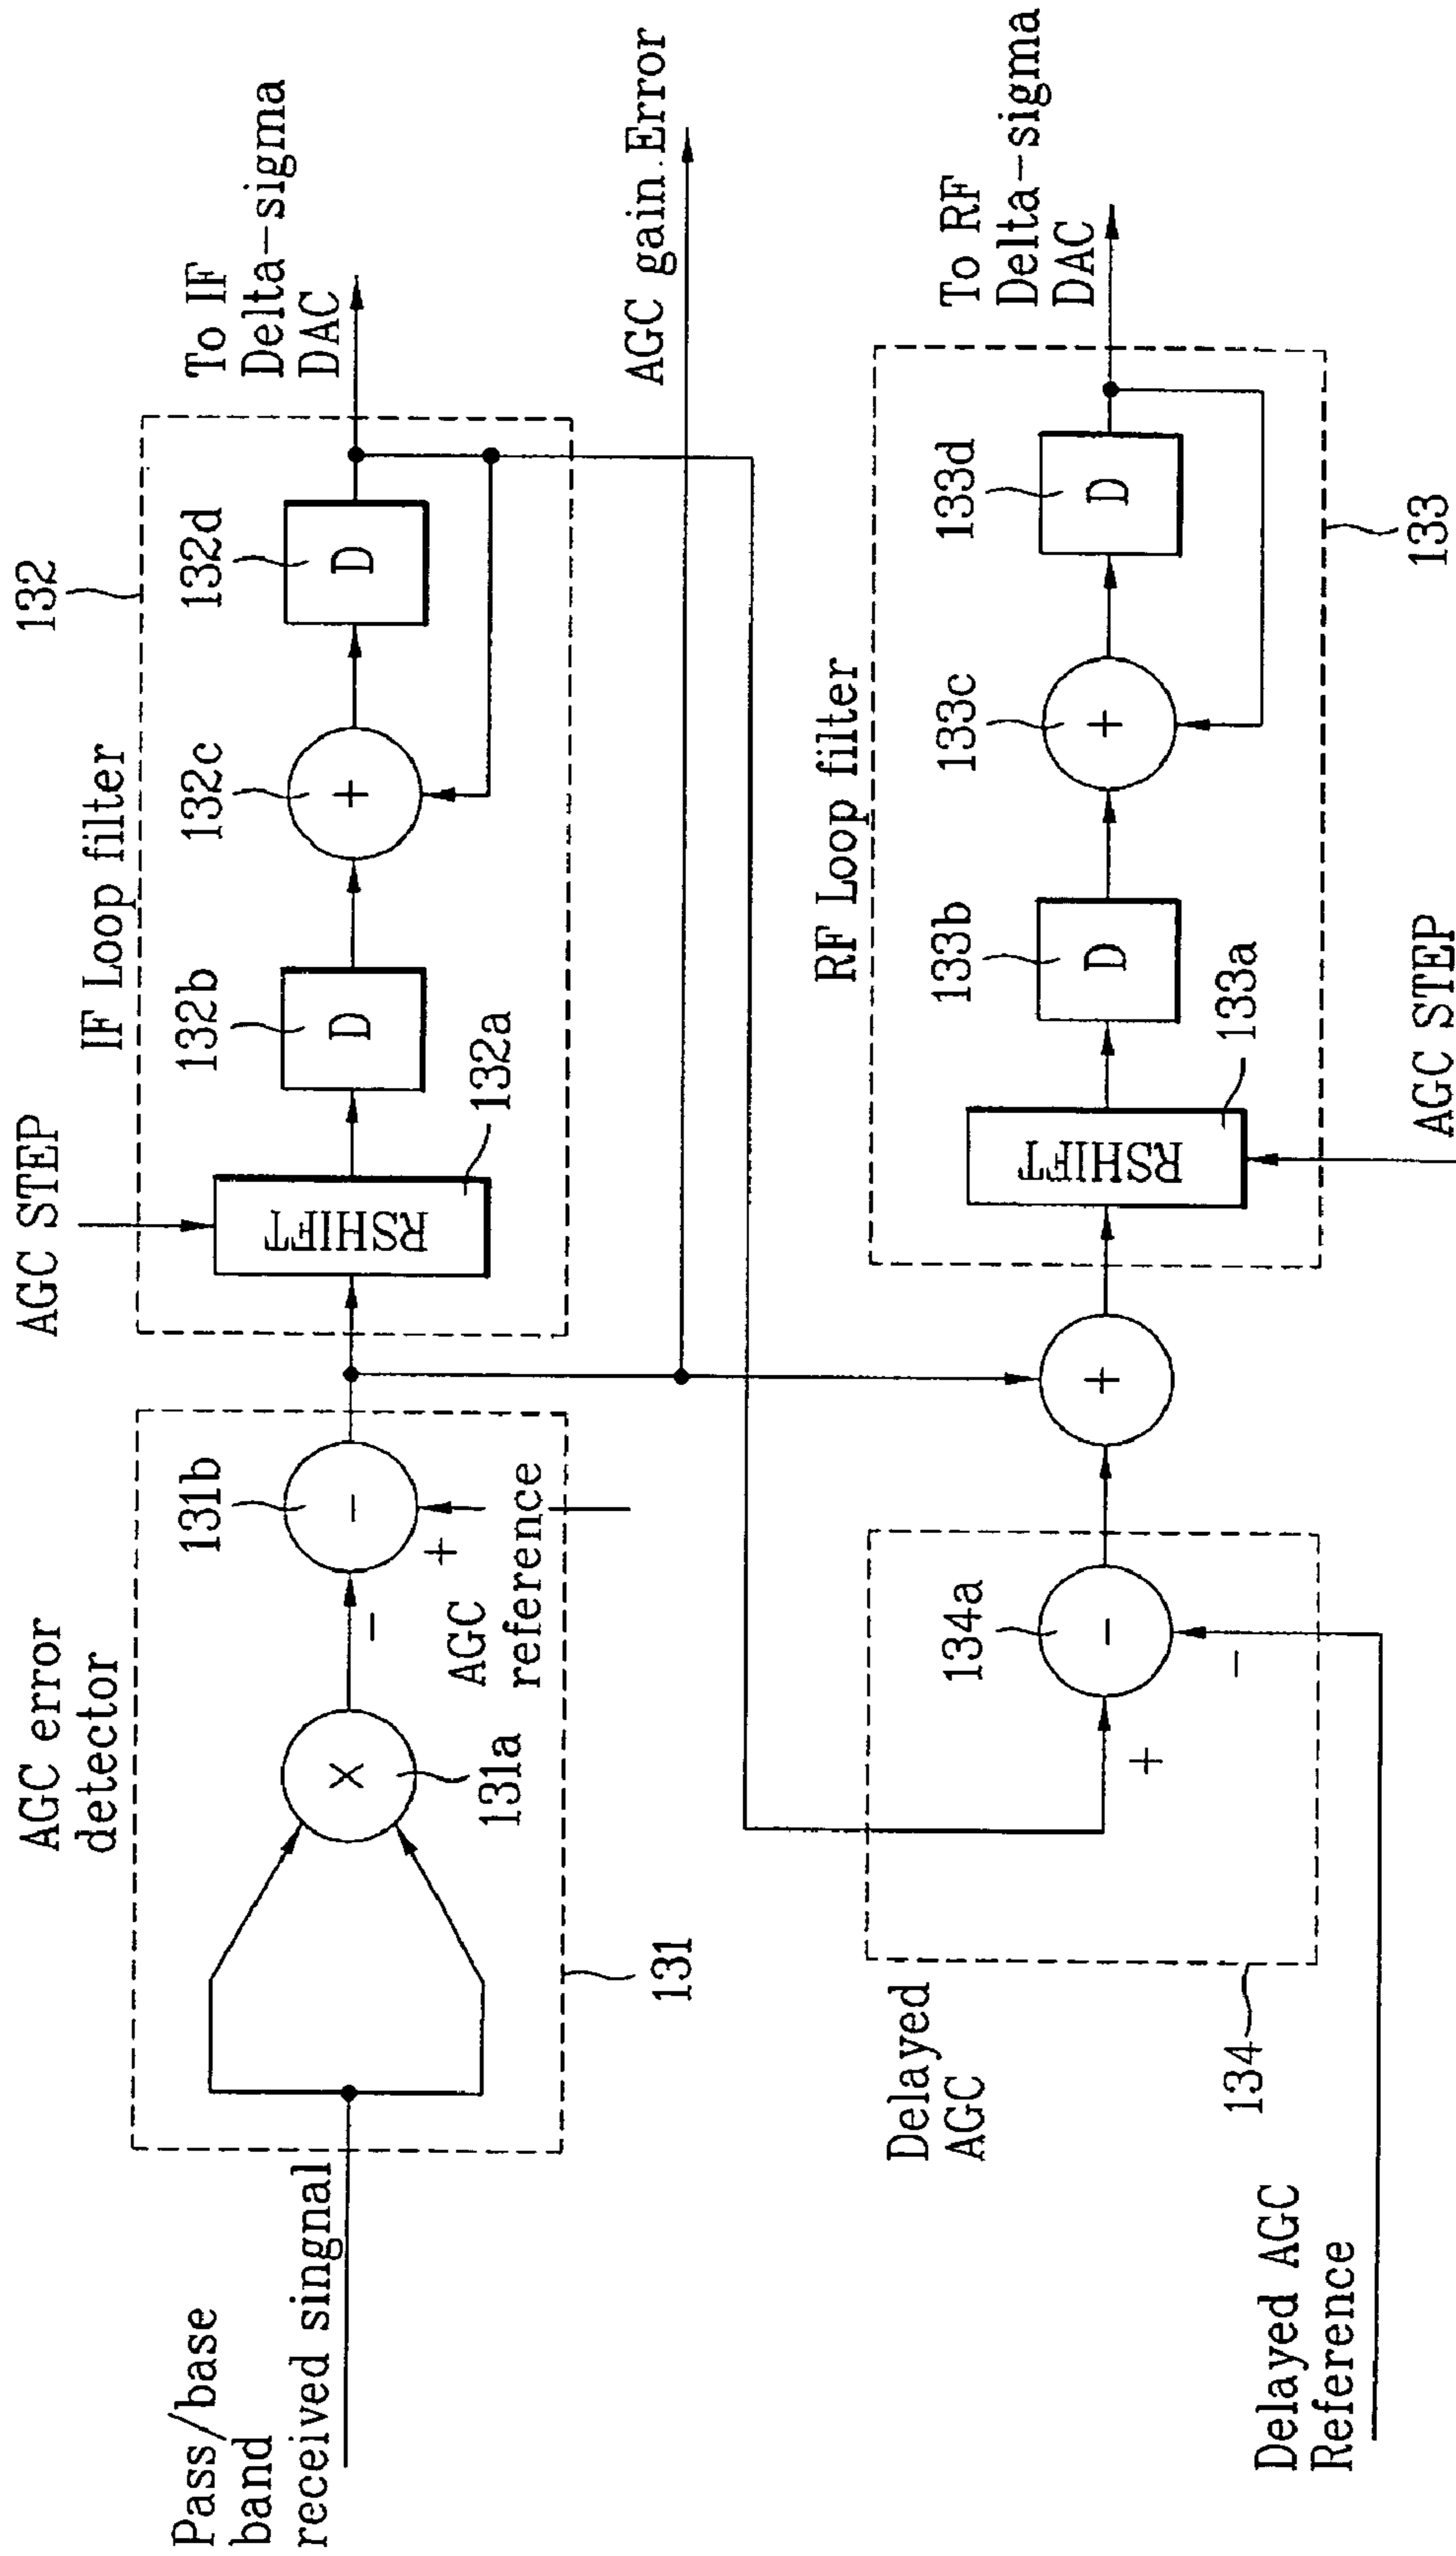 Pass/base
band
received singnal
AGC error
detector
131
131a
131b
X
-
-
+
AGC
reference
AGC STEP
IF Loop filter
132
RSHIFT
132a
132b
D
132c
+
132d
D
To IF
Delta-sigma
DAC
AGC gain Error
Delayed AGC
Reference
Delayed
AGC
134
134a
-
+
-
+
RF Loop filter
RSHIFT
133a
AGC STEP
133b
D
133c
+
133d
D
133
To RF
Delta-sigma
DAC